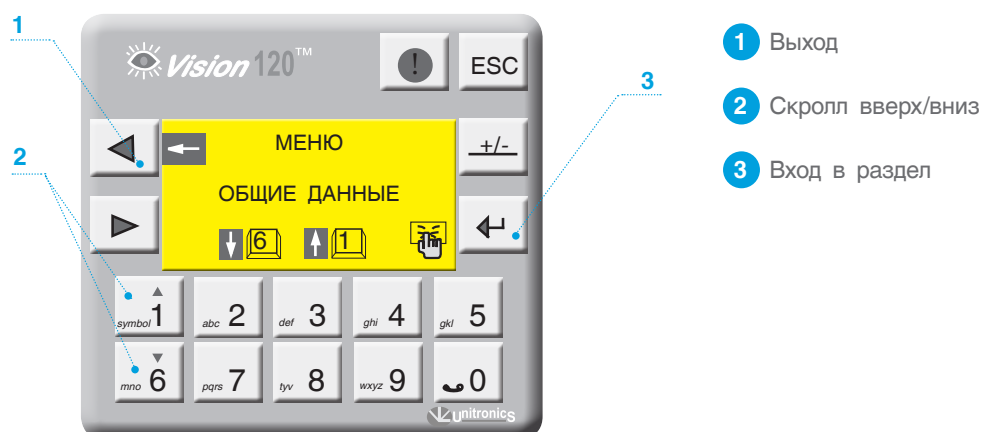 1
Vision 120™
!
ESC
МЕНЮ
+/-
2
ОБЩИЕ ДАННЫЕ
6
1
3
symbol 1
abc 2
def 3
ghi 4
gkl 5
mno 6
pqrs 7
tyv 8
wxyz 9
0
unitronics
1 Выход
2 Скролл вверх/вниз
3 Вход в раздел